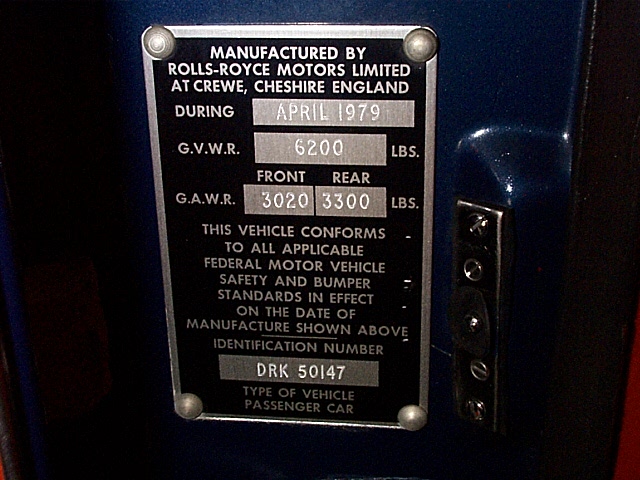 MANUFACTURED BY
ROLLS-ROYCE MOTORS LIMITED
AT CREWE, CHESHIRE ENGLAND
DURING APRIL 1979
G.V.W.R. 6200 LBS.
FRONT REAR
G.A.W.R. 3020 3300 LBS.
THIS VEHICLE CONFORMS
TO ALL APPLICABLE
FEDERAL MOTOR VEHICLE
SAFETY AND BUMPER
STANDARDS IN EFFECT
ON THE DATE OF
MANUFACTURE SHOWN ABOVE
IDENTIFICATION NUMBER
DRK 50147
TYPE OF VEHICLE
PASSENGER CAR